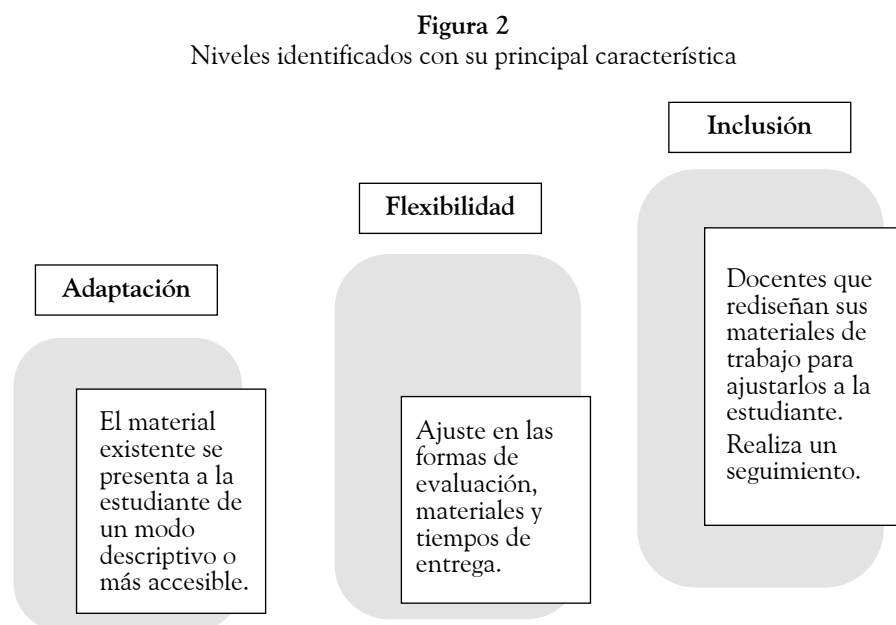 Figura 2
Niveles identificados con su principal característica
Adaptación
El material
existente se
presenta a la
estudiante de
un modo
descriptivo o
más accesible.
Flexibilidad
Ajuste en las
formas de
evaluación,
materiales y
tiempos de
entrega.
Inclusión
Docentes que
rediseñan sus
materiales de
trabajo para
ajustarlos a la
estudiante.
Realiza un
seguimiento.